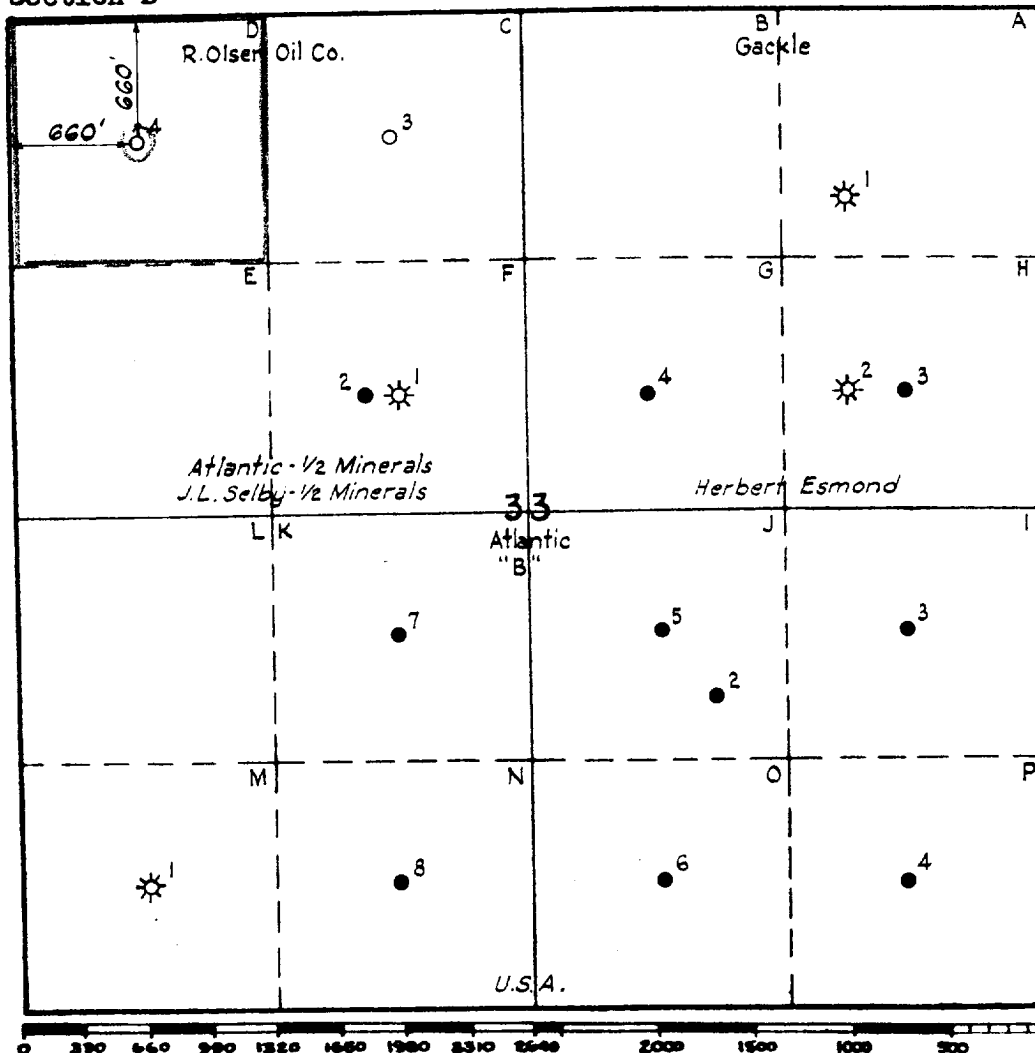 D C B A
R. Olsen Oil Co.
Gackle
660'
660'
4
3
1
E F G H
2 1 4 2 3
Atlantic - 1/2 Minerals
J.L. Selby - 1/2 Minerals
Herbert Esmond
33
L K J I
Atlantic
"B"
7 5 3
2
M N O P
1 8 6 4
U.S.A.
0 330 660 990 1320 1650 1980 2310 2640 2000 1500 1000 500